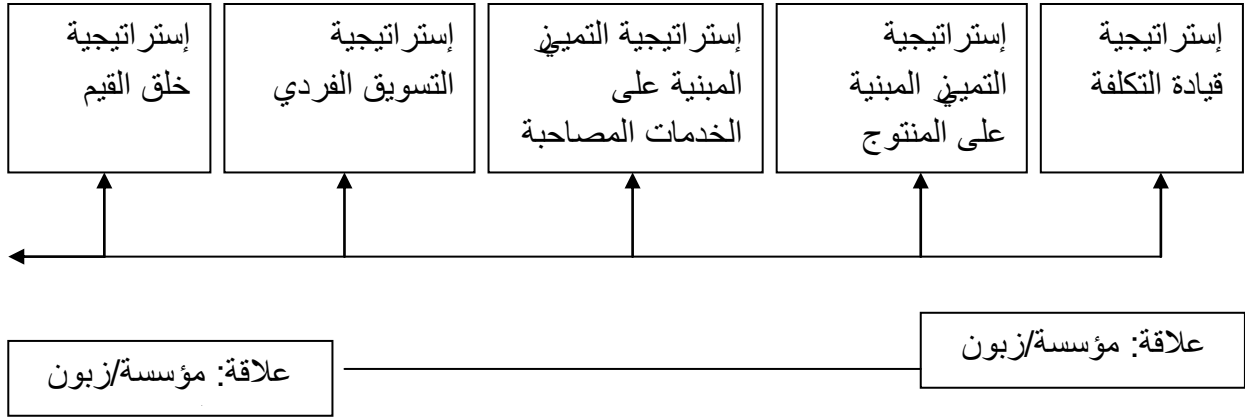 إستراتيجية
قيادة التكلفة
إستراتيجية
التميز المبنية
على المنتوج
إستراتيجية التميز
المبنية على
الخدمات المصاحبة
إستراتيجية
التسويق الفردي
إستراتيجية
خلق القيم
علاقة: مؤسسة/زبون
علاقة: مؤسسة/زبون